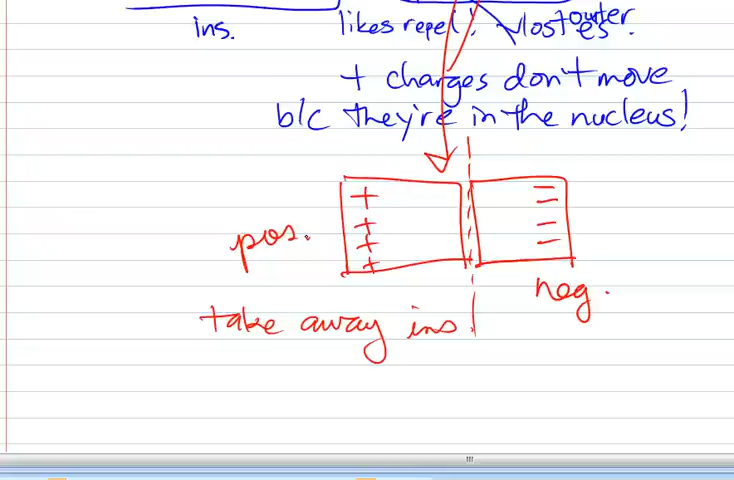 ins.
likes repel! lost outer es.
+ charges don't move
b/c they're in the nucleus!
+ −
+ −
+ −
+ −
pos.
neg.
take away ins.